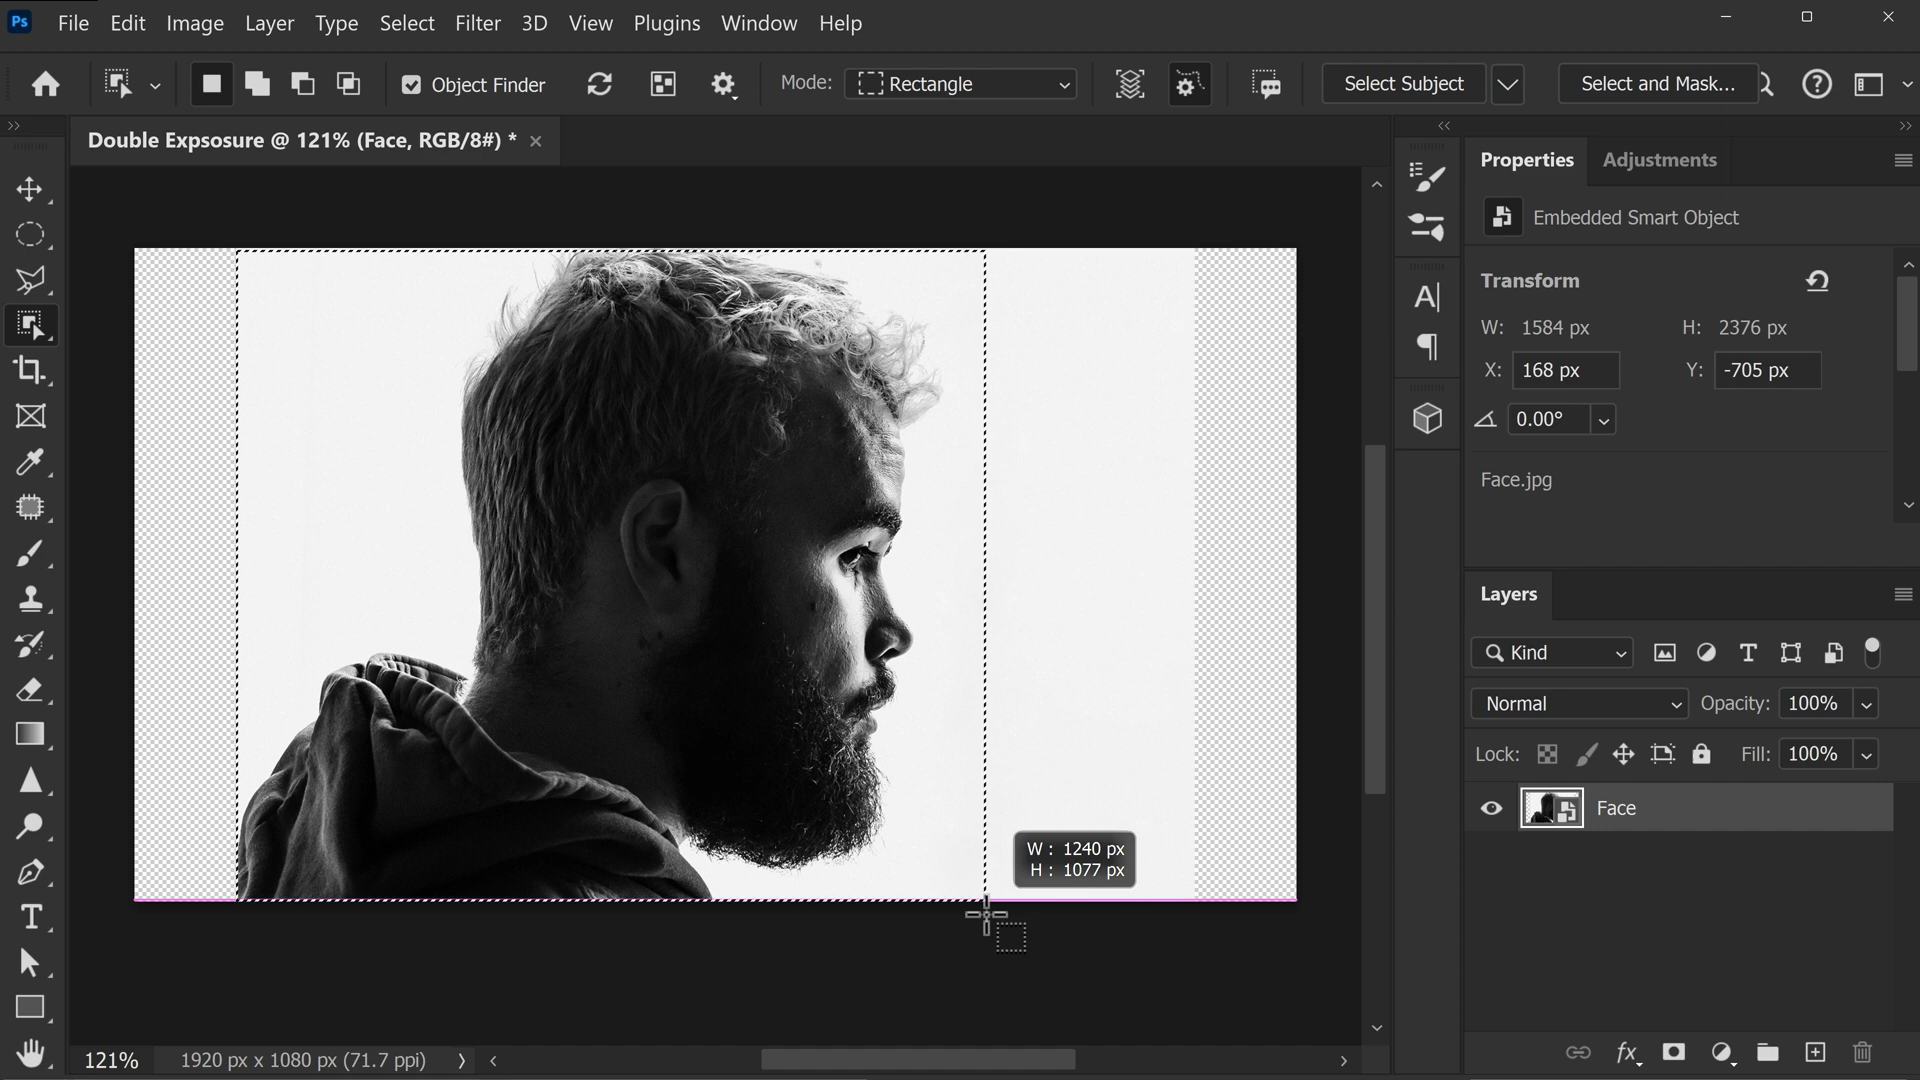 Ps File Edit Image Layer Type Select Filter 3D View Plugins Window Help
Object Finder Mode: Rectangle Select Subject Select and Mask...
Double Expsosure @ 121% (Face, RGB/8#) *
Properties Adjustments
Embedded Smart Object
Transform
W: 1584 px H: 2376 px
X: 168 px Y: -705 px
0.00°
Face.jpg
Layers
Kind
Normal Opacity: 100%
Lock: Fill: 100%
Face
W : 1240 px
H : 1077 px
121% 1920 px x 1080 px (71.7 ppi)